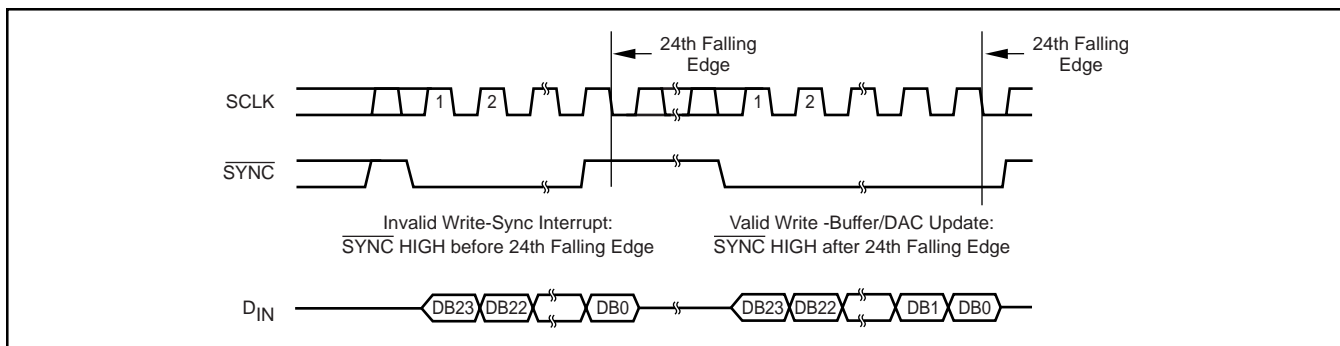 24th Falling
Edge
24th Falling
Edge
SCLK
1 2
1 2
SYNC
Invalid Write-Sync Interrupt:
SYNC HIGH before 24th Falling Edge
Valid Write -Buffer/DAC Update:
SYNC HIGH after 24th Falling Edge
DIN
DB23 DB22 DB0
DB23 DB22 DB1 DB0